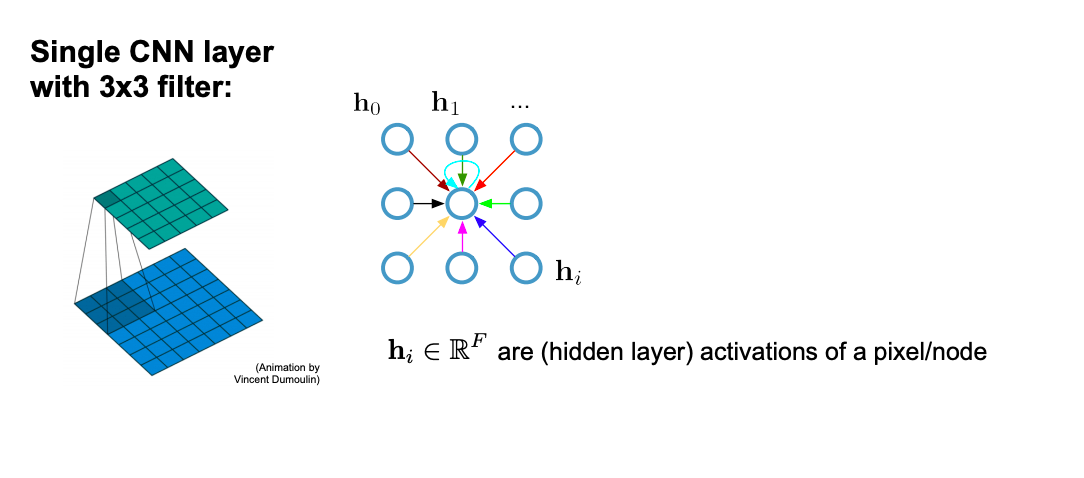 Single CNN layer
with 3x3 filter:
h₀ h₁ ...
hᵢ
hᵢ ∈ ℝᶠ are (hidden layer) activations of a pixel/node
(Animation by
Vincent Dumoulin)